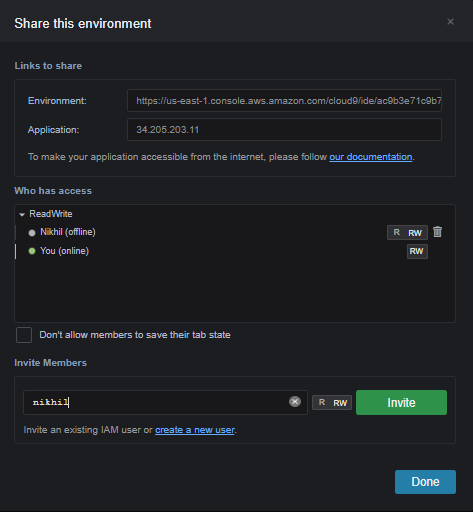 Share this environment
×
Links to share
Environment:
https://us-east-1.console.aws.amazon.com/cloud9/ide/ac9b3e71c9b7
Application:
34.205.203.11
To make your application accessible from the internet, please follow our documentation.
Who has access
ReadWrite
Nikhil (offline)
R RW
You (online)
RW
Don't allow members to save their tab state
Invite Members
nikhil
R RW
Invite
Invite an existing IAM user or create a new user.
Done